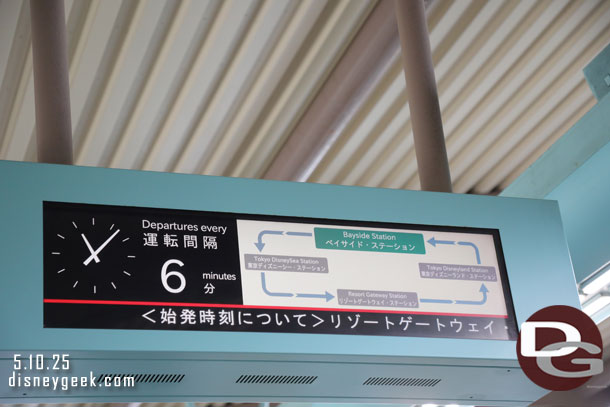 Departures every
運転間隔
6
minutes
分
Bayside Station
ベイサイド・ステーション
Tokyo DisneySea Station
東京ディズニーシー・ステーション
Tokyo Disneyland Station
東京ディズニーランド・ステーション
Resort Gateway Station
リゾートゲートウェイ・ステーション
<始発時刻について>リゾートゲートウェイ
5.10.25
disneygeek.com
DG